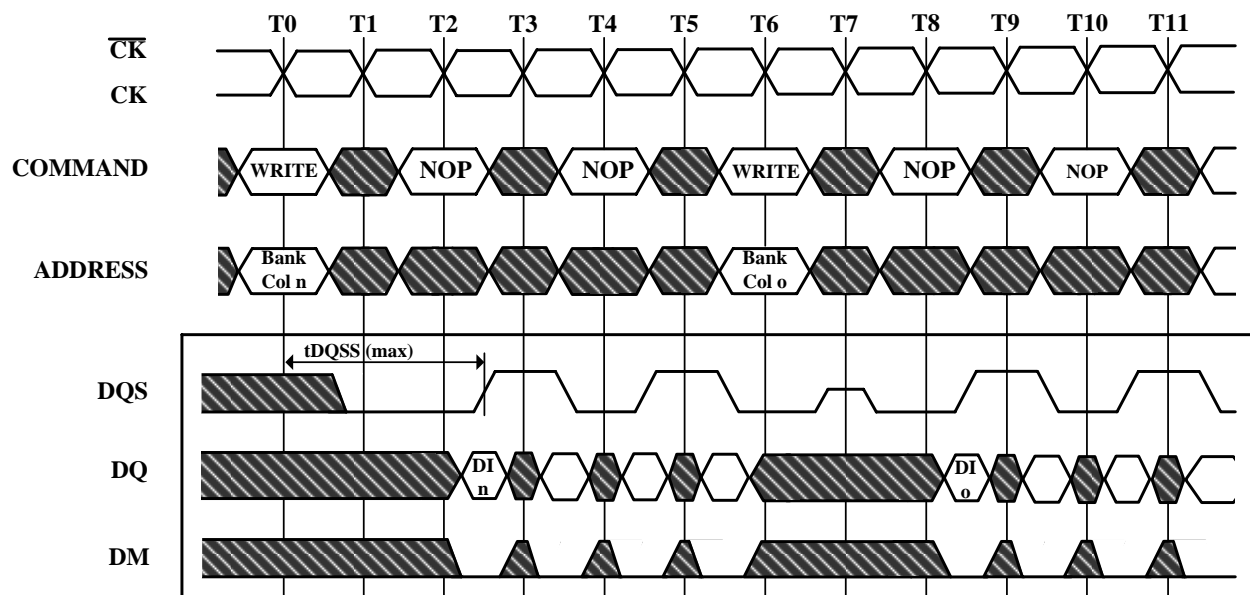 T0 T1 T2 T3 T4 T5 T6 T7 T8 T9 T10 T11
CK
CK
COMMAND WRITE NOP NOP WRITE NOP NOP
ADDRESS Bank Col n Bank Col o
tDQSS (max)
DQS
DQ DI n DI o
DM